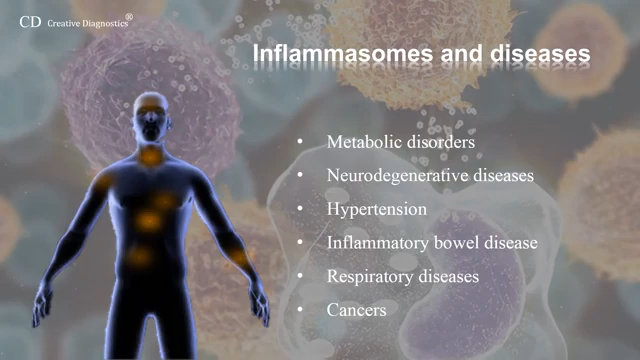 CD Creative Diagnostics®
Inflammasomes and diseases
• Metabolic disorders
• Neurodegenerative diseases
• Hypertension
• Inflammatory bowel disease
• Respiratory diseases
• Cancers